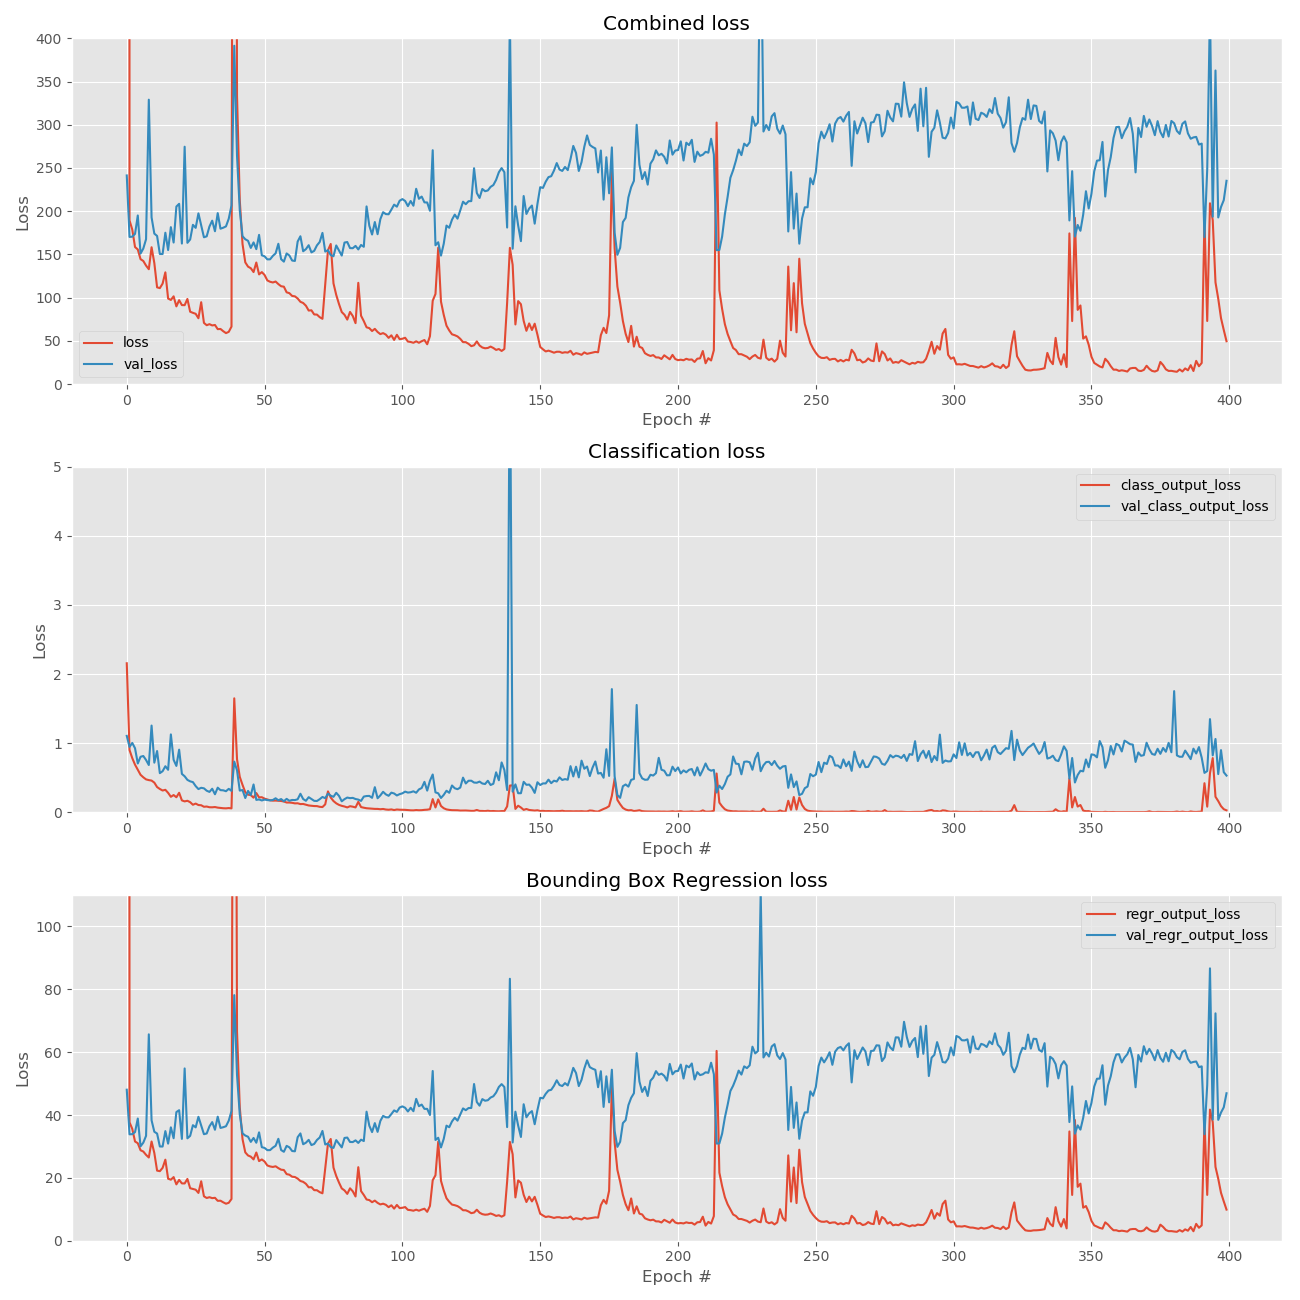 Combined loss
400
350
300
250
200
150
100
50
0
Loss
loss
val_loss
0 50 100 150 200 250 300 350 400
Epoch #
Classification loss
5
4
3
2
1
0
Loss
class_output_loss
val_class_output_loss
0 50 100 150 200 250 300 350 400
Epoch #
Bounding Box Regression loss
100
80
60
40
20
0
Loss
regr_output_loss
val_regr_output_loss
0 50 100 150 200 250 300 350 400
Epoch #